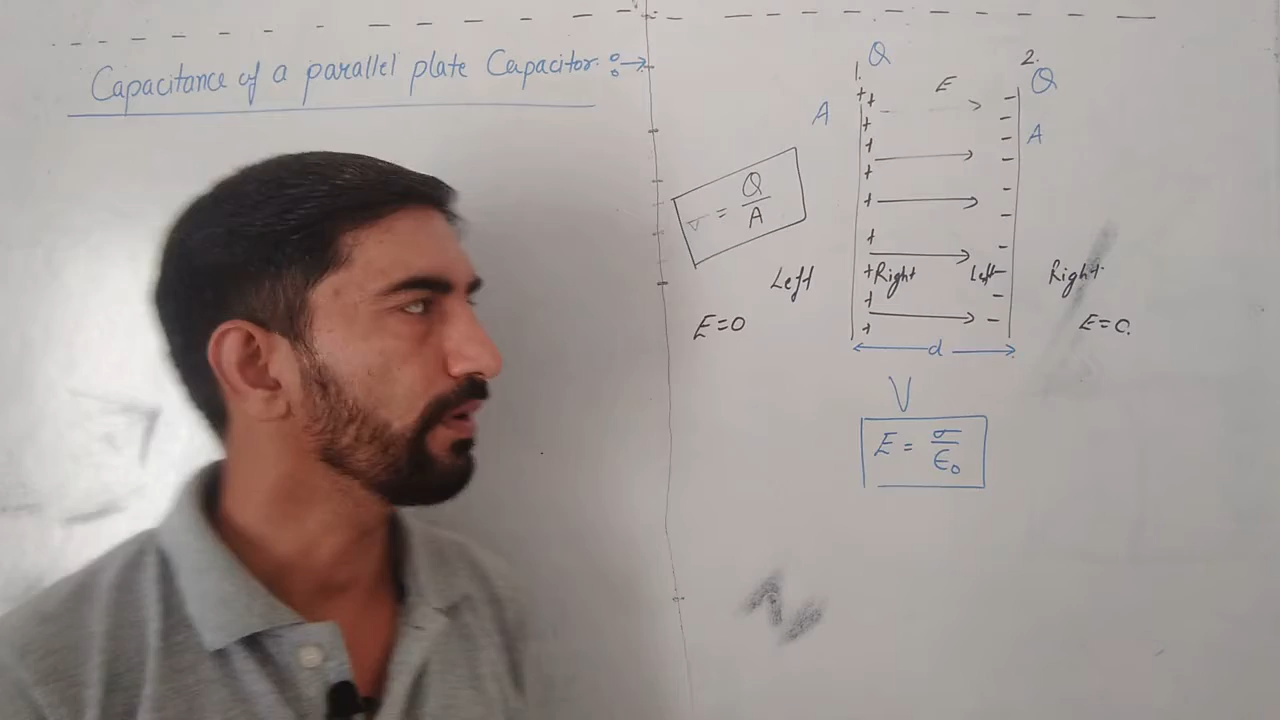 Capacitance of a parallel plate Capacitor:→
1. Q
2. Q
E
A
A
σ = Q/A
Left
Right
Left
Right
E=0
E=0.
d
V
E = σ/ε₀